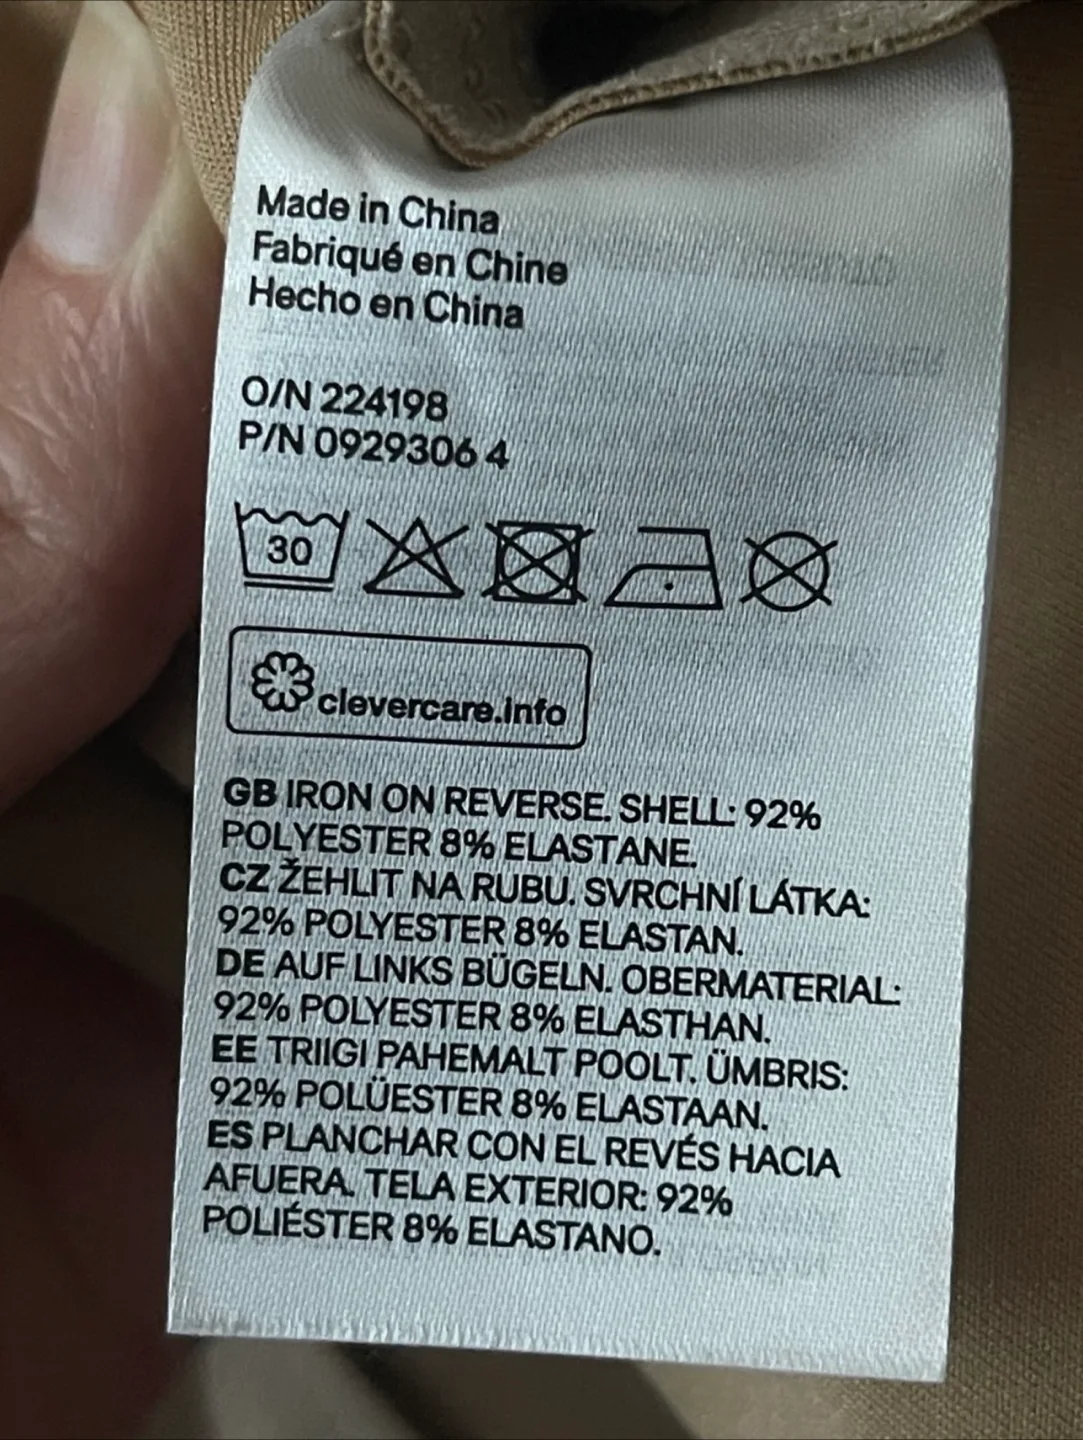 Made in China
Fabriqué en Chine
Hecho en China
O/N 224198
P/N 0929306 4
30
clevercare.info
GB IRON ON REVERSE. SHELL: 92%
POLYESTER 8% ELASTANE.
CZ ŽEHLIT NA RUBU. SVRCHNÍ LÁTKA:
92% POLYESTER 8% ELASTAN.
DE AUF LINKS BÜGELN. OBERMATERIAL:
92% POLYESTER 8% ELASTHAN.
EE TRIIGI PAHEMALT POOLT. ÜMBRIS:
92% POLÜESTER 8% ELASTAAN.
ES PLANCHAR CON EL REVÉS HACIA
AFUERA. TELA EXTERIOR: 92%
POLIÉSTER 8% ELASTANO.